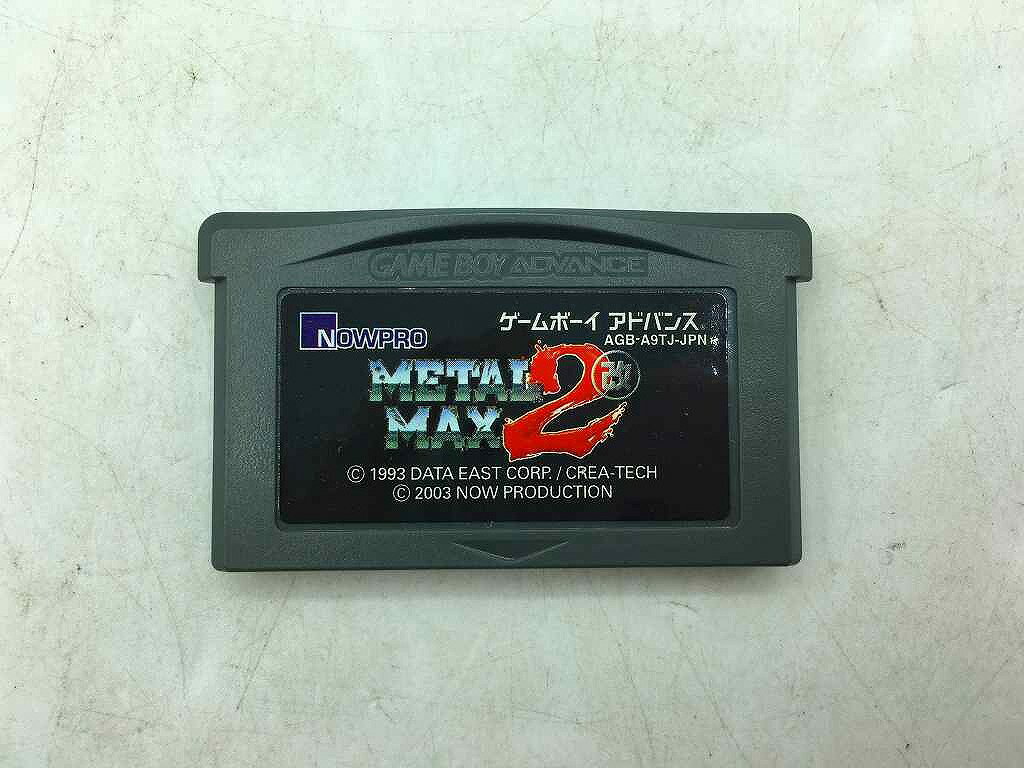 GAME BOY ADVANCE
NOWPRO
ゲームボーイ アドバンス
AGB-A9TJ-JPN
METAL
MAX 2 改
© 1993 DATA EAST CORP. / CREA-TECH
© 2003 NOW PRODUCTION